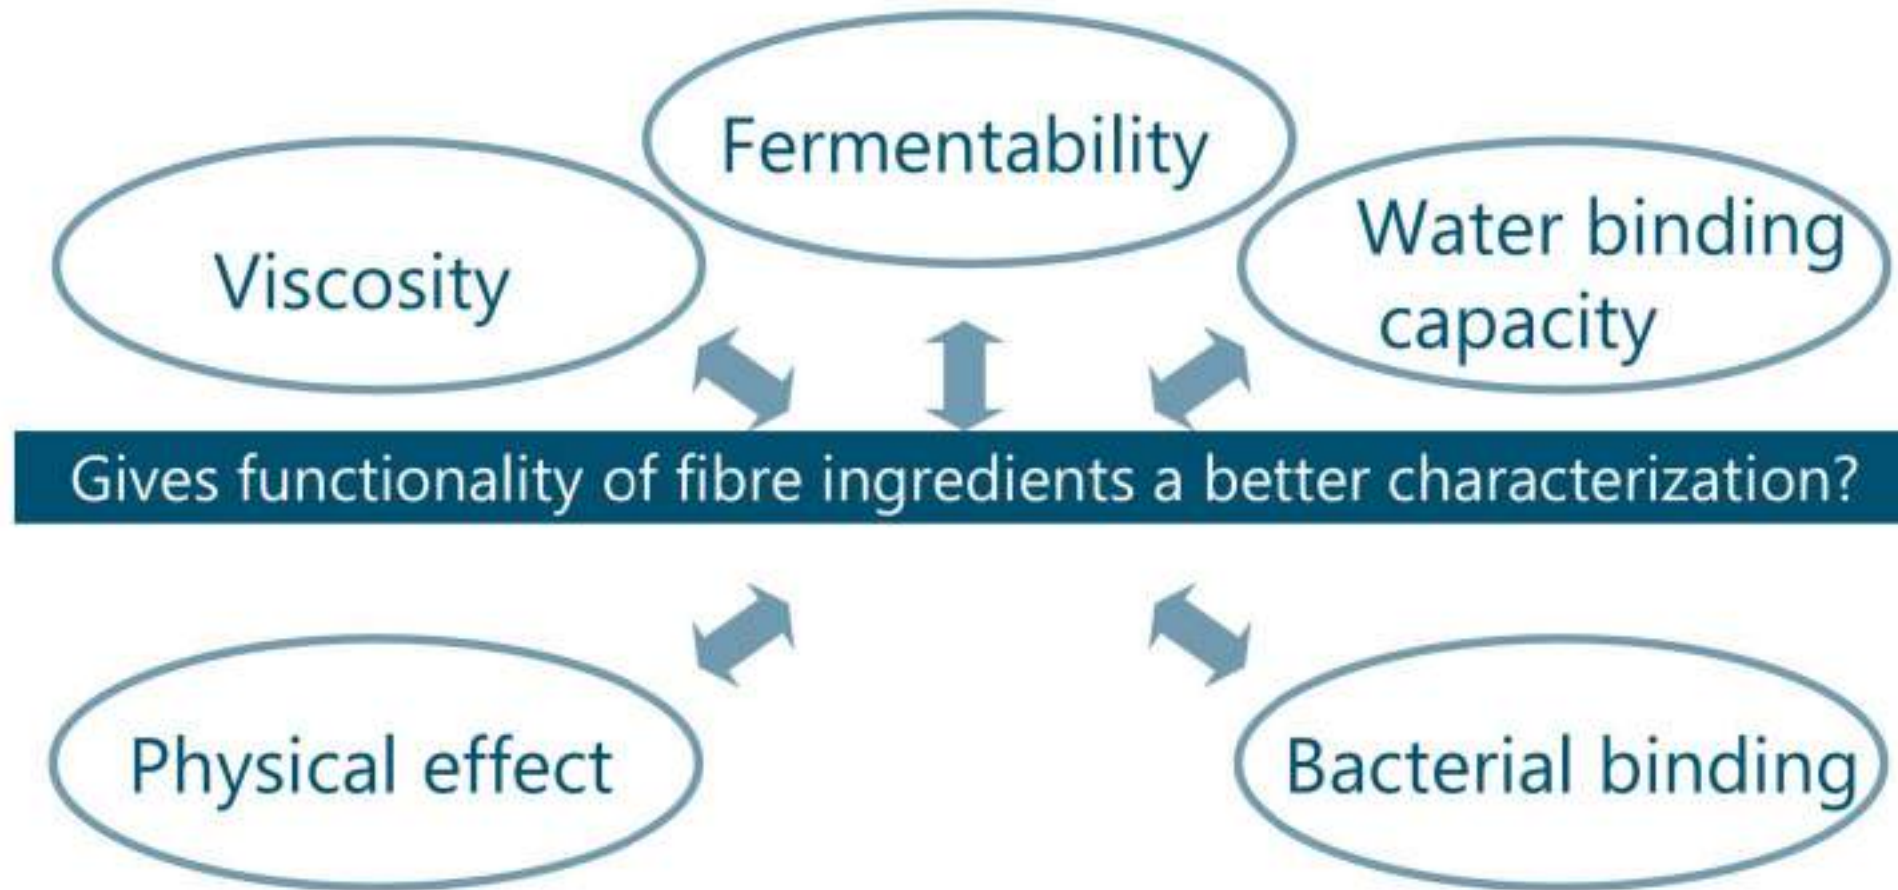 Fermentability
Viscosity
Water binding
capacity
Gives functionality of fibre ingredients a better characterization?
Physical effect
Bacterial binding